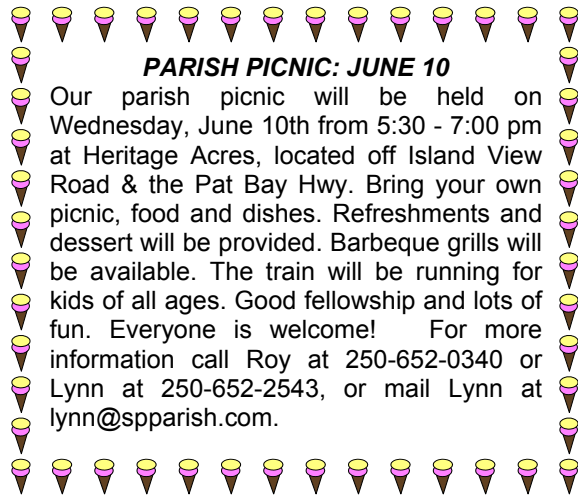 PARISH PICNIC: JUNE 10
Our parish picnic will be held on
Wednesday, June 10th from 5:30 - 7:00 pm
at Heritage Acres, located off Island View
Road & the Pat Bay Hwy. Bring your own
picnic, food and dishes. Refreshments and
dessert will be provided. Barbeque grills will
be available. The train will be running for
kids of all ages. Good fellowship and lots of
fun. Everyone is welcome! For more
information call Roy at 250-652-0340 or
Lynn at 250-652-2543, or mail Lynn at
lynn@spparish.com.